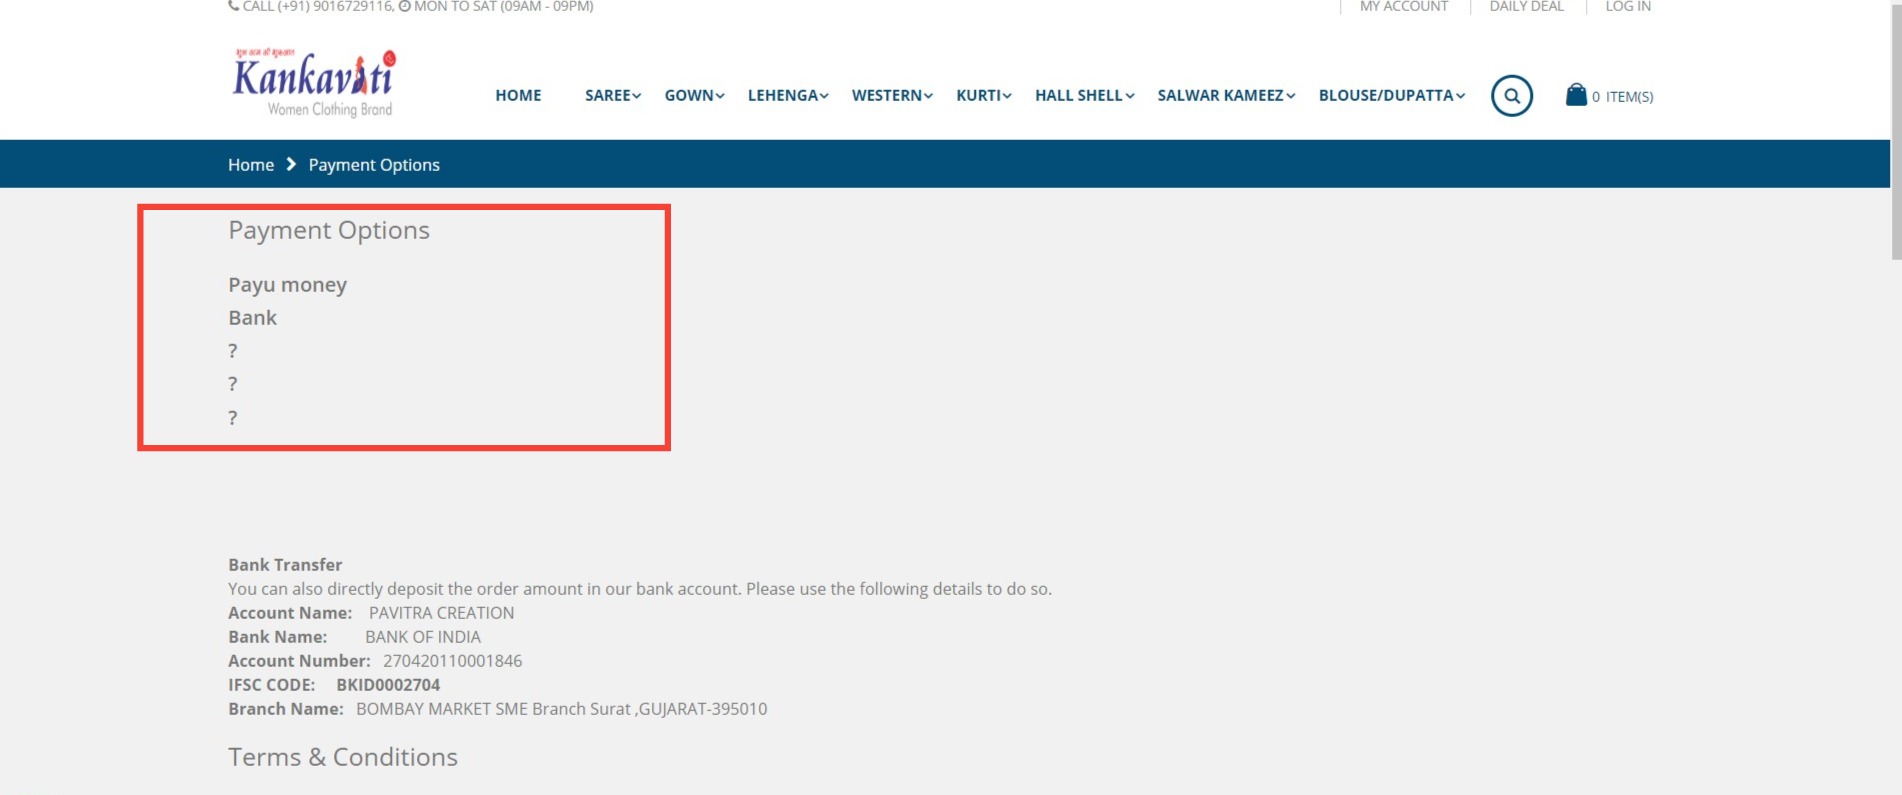 CALL (+91) 9016729116, MON TO SAT (09AM - 09PM)
MY ACCOUNT DAILY DEAL LOG IN
Kankavati
Women Clothing Brand
HOME SAREE GOWN LEHENGA WESTERN KURTI HALL SHELL SALWAR KAMEEZ BLOUSE/DUPATTA 0 ITEM(S)
Home Payment Options
Payment Options
Payu money
Bank
?
?
?
Bank Transfer
You can also directly deposit the order amount in our bank account. Please use the following details to do so.
Account Name: PAVITRA CREATION
Bank Name: BANK OF INDIA
Account Number: 270420110001846
IFSC CODE: BKID0002704
Branch Name: BOMBAY MARKET SME Branch Surat ,GUJARAT-395010
Terms & Conditions